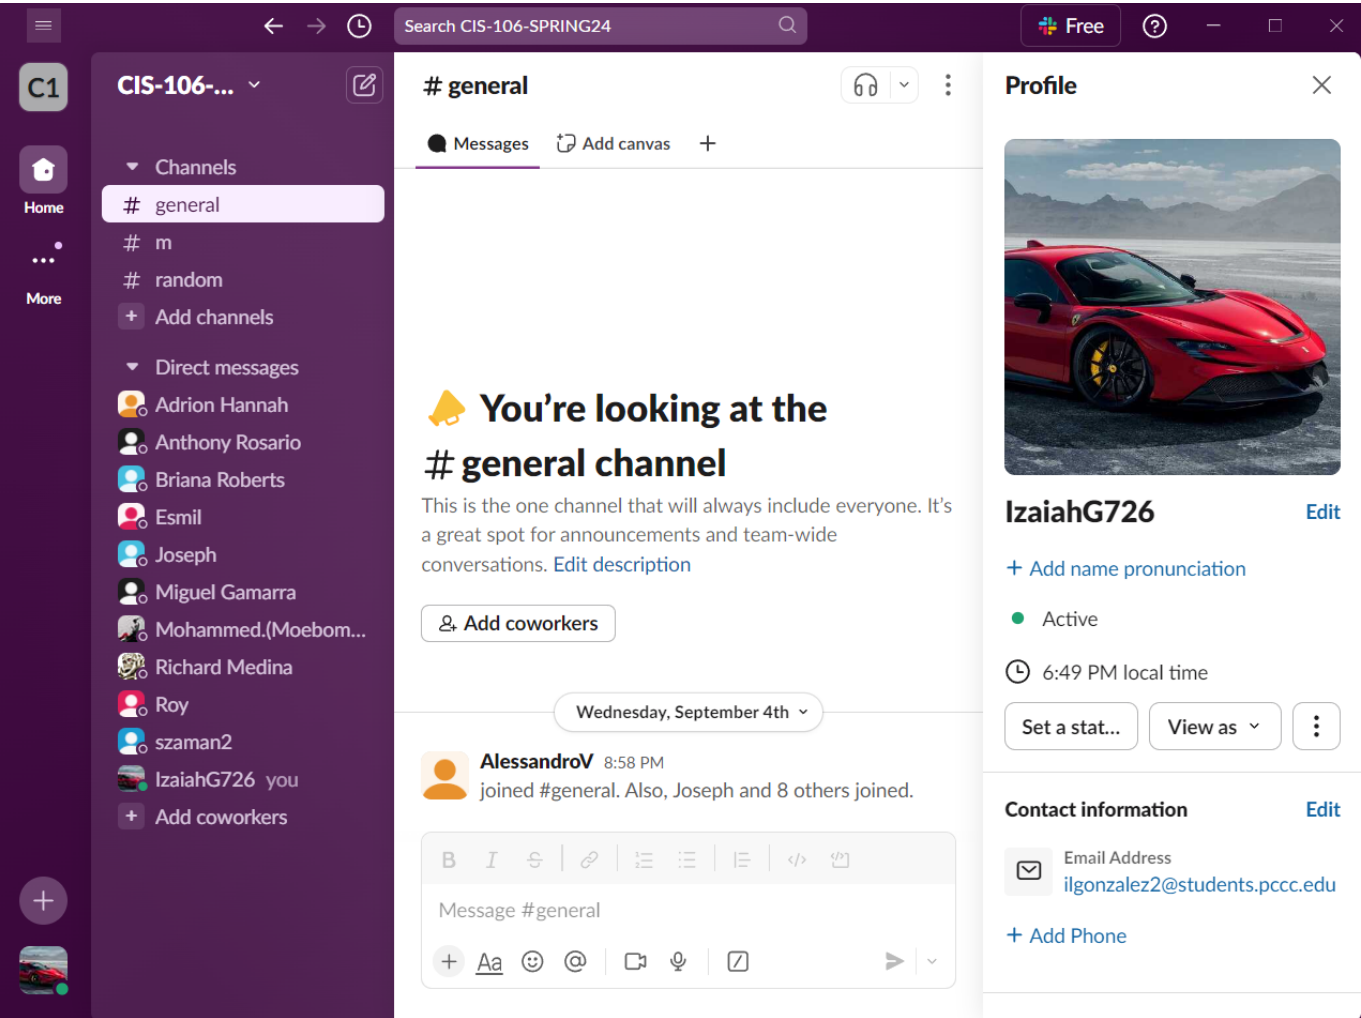 Search CIS-106-SPRING24
Free
C1
Home
More
CIS-106-...
Channels
# general
# m
# random
+ Add channels
Direct messages
Adrion Hannah
Anthony Rosario
Briana Roberts
Esmil
Joseph
Miguel Gamarra
Mohammed.(Moebom...
Richard Medina
Roy
szaman2
IzaiahG726 you
+ Add coworkers
# general
Messages
Add canvas
You’re looking at the
# general channel
This is the one channel that will always include everyone. It’s
a great spot for announcements and team-wide
conversations. Edit description
Add coworkers
Wednesday, September 4th
AlessandroV 8:58 PM
joined #general. Also, Joseph and 8 others joined.
B I S
Message #general
+ Aa @
Profile
IzaiahG726 Edit
+ Add name pronunciation
Active
6:49 PM local time
Set a stat...
View as
Contact information Edit
Email Address
ilgonzalez2@students.pccc.edu
+ Add Phone